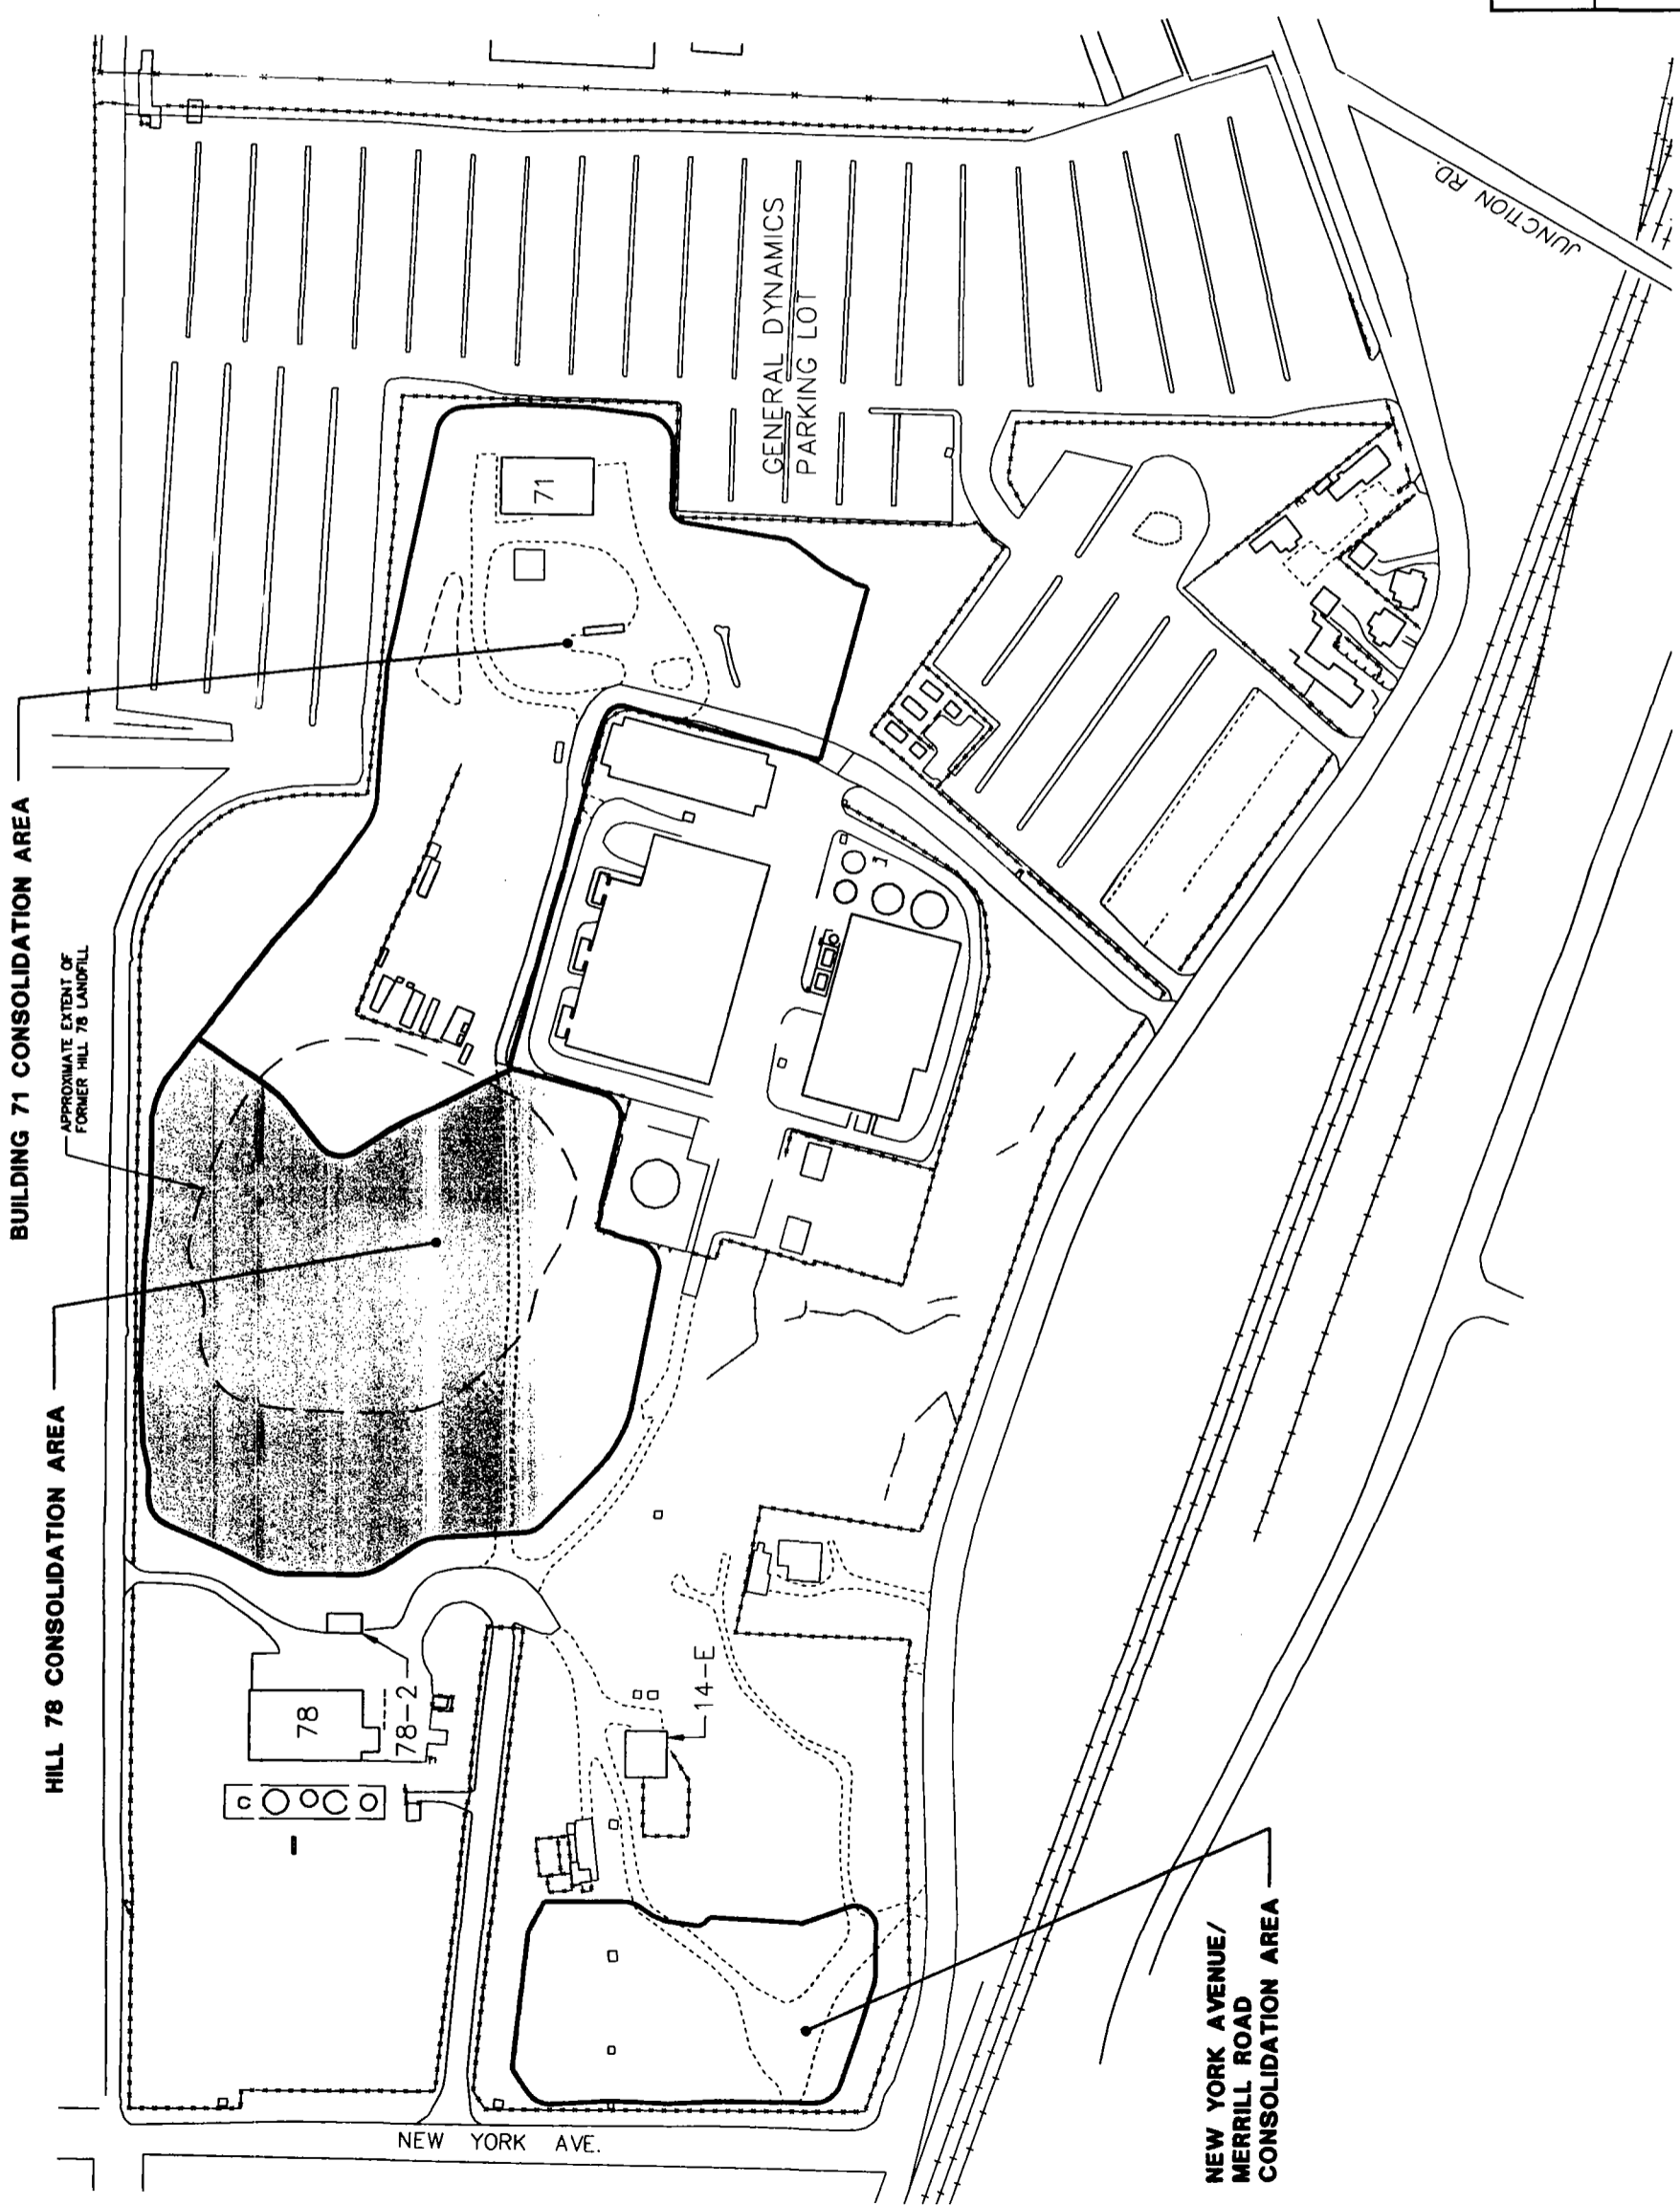 BUILDING 71 CONSOLIDATION AREA
APPROXIMATE EXTENT OF
FORMER HILL 78 LANDFILL
HILL 78 CONSOLIDATION AREA
GENERAL DYNAMICS
PARKING LOT
JUNCTION RD.
71
78
78-2
14-E
NEW YORK AVE.
NEW YORK AVENUE/
MERRILL ROAD
CONSOLIDATION AREA